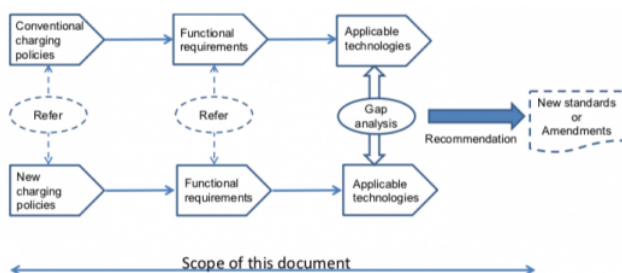 Conventional
charging
policies
Functional
requirements
Applicable
technologies
Refer
Refer
Gap
analysis
Recommendation
New standards
or
Amendments
New
charging
policies
Functional
requirements
Applicable
technologies
Scope of this document